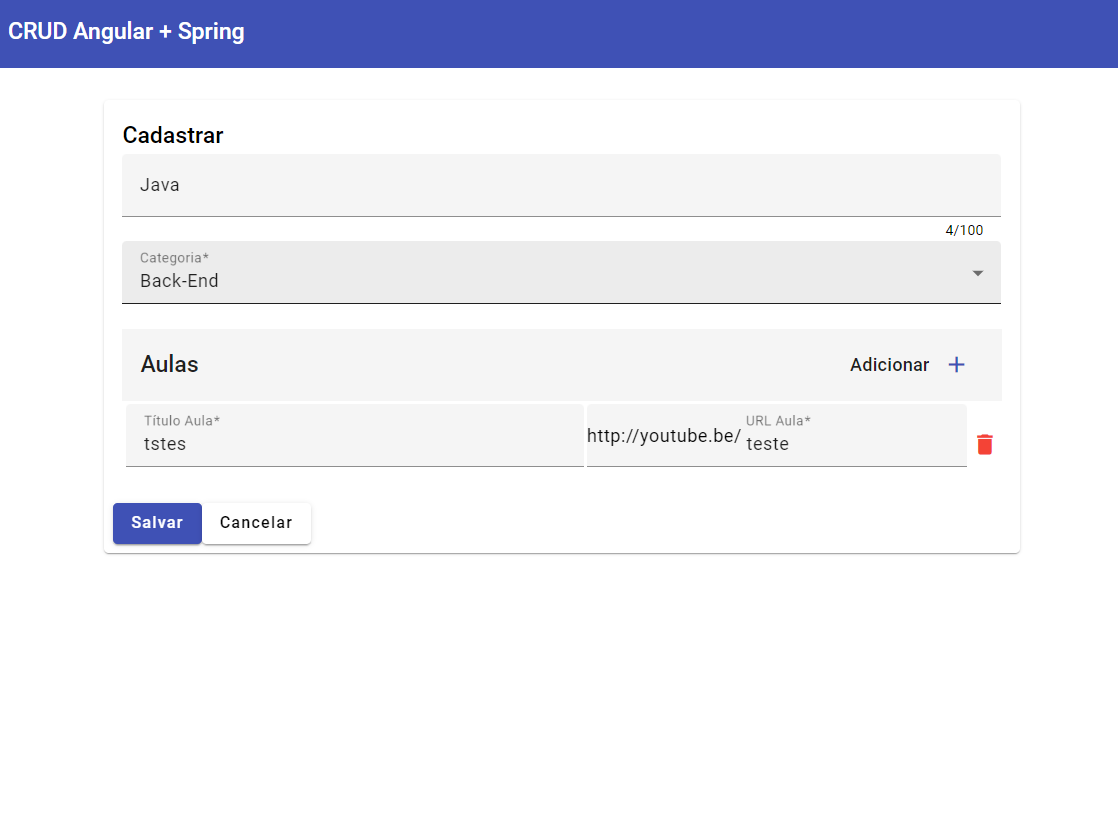 CRUD Angular + Spring
Cadastrar
Java
4/100
Categoria*
Back-End
Aulas
Adicionar +
Título Aula*
tstes
http://youtube.be/
URL Aula*
teste
Salvar
Cancelar